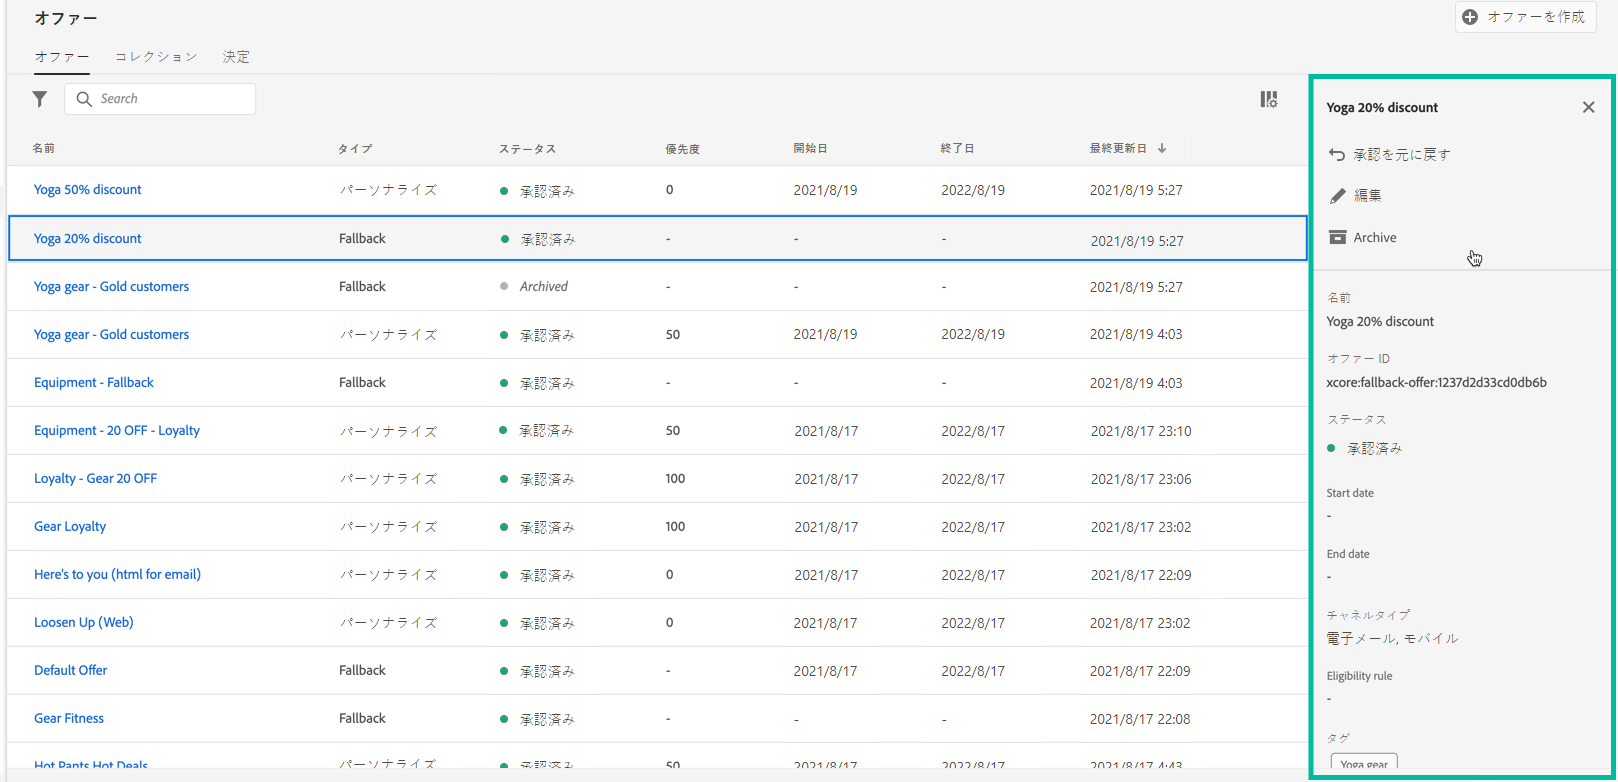 オファー
オファーを作成
オファー コレクション 決定
Search
名前 タイプ ステータス 優先度 開始日 終了日 最終更新日
Yoga 50% discount パーソナライズ 承認済み 0 2021/8/19 2022/8/19 2021/8/19 5:27
Yoga 20% discount Fallback 承認済み - - - 2021/8/19 5:27
Yoga gear - Gold customers Fallback Archived - - - 2021/8/19 5:27
Yoga gear - Gold customers パーソナライズ 承認済み 50 2021/8/19 2022/8/19 2021/8/19 4:03
Equipment - Fallback Fallback 承認済み - - - 2021/8/19 4:03
Equipment - 20 OFF - Loyalty パーソナライズ 承認済み 50 2021/8/17 2022/8/17 2021/8/17 23:10
Loyalty - Gear 20 OFF パーソナライズ 承認済み 100 2021/8/17 2022/8/17 2021/8/17 23:06
Gear Loyalty パーソナライズ 承認済み 100 2021/8/17 2022/8/17 2021/8/17 23:02
Here's to you (html for email) パーソナライズ 承認済み 0 2021/8/17 2022/8/17 2021/8/17 22:09
Loosen Up (Web) パーソナライズ 承認済み 0 2021/8/17 2022/8/17 2021/8/17 23:02
Default Offer Fallback 承認済み - 2021/8/17 2022/8/17 2021/8/17 22:09
Gear Fitness Fallback 承認済み - - - 2021/8/17 22:08
Hot Pants Hot Deals パーソナライズ 承認済み 50 2021/8/17 2022/8/17 2021/8/17 4:43
Yoga 20% discount
承認を元に戻す
編集
Archive
名前
Yoga 20% discount
オファー ID
xcore:fallback-offer:1237d2d33cd0db6b
ステータス
承認済み
Start date
-
End date
-
チャネルタイプ
電子メール, モバイル
Eligibility rule
-
タグ
Yoga gear